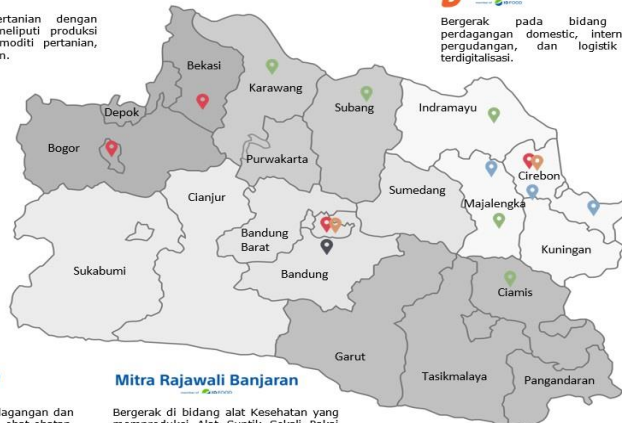 ertanian dengan
neliputi produksi
moditi pertanian,
n.
Bergerak pada bidang
perdagangan domestic, intern
pergudangan, dan logistik
terdigitalisasi.
Bekasi
Karawang
Subang
Indramayu
Depok
Bogor
Purwakarta
Cirebon
Cianjur
Sumedang
Majalengka
Bandung
Barat
Kuningan
Sukabumi
Bandung
Ciamis
Garut
Tasikmalaya
Pangandaran
Mitra Rajawali Banjaran
dagangan dan
Bergerak di bidang alat Kesehatan yang